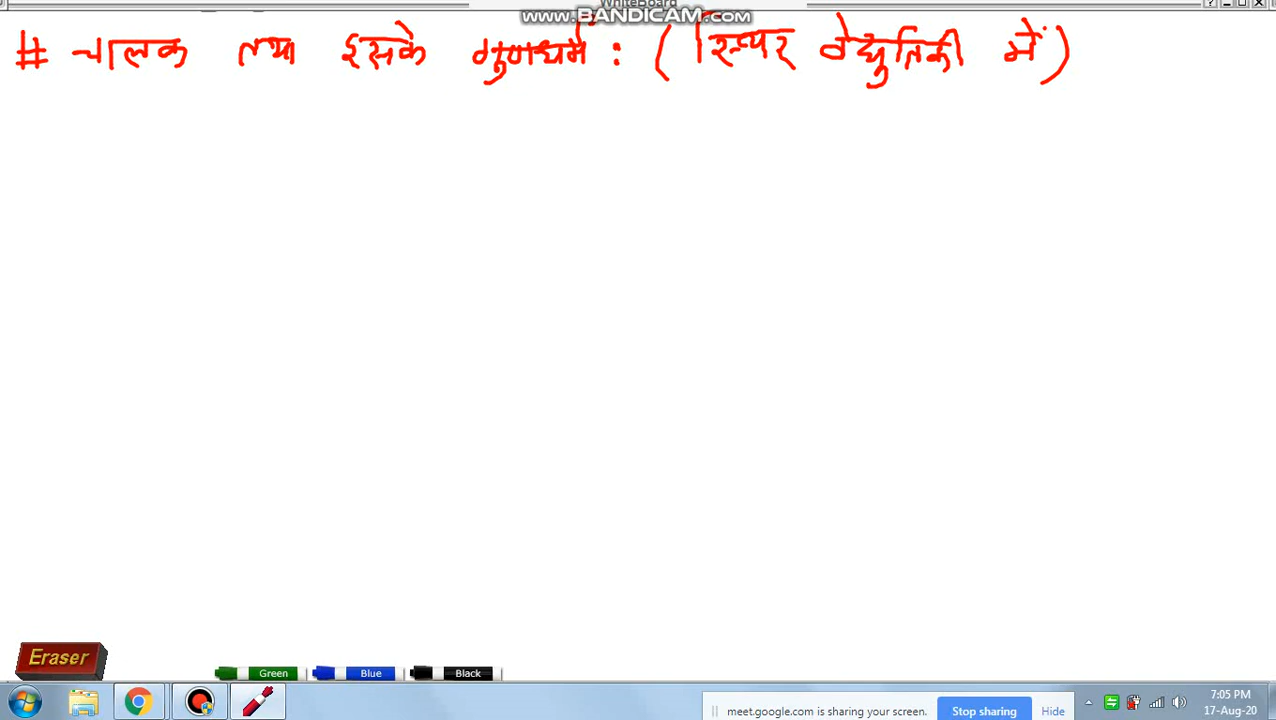 WhiteBoard
www.BANDICAM.com
# चालक तथा इसके गुणधर्म : (स्थिर वैद्युतिकी में)
Eraser
Green
Blue
Black
meet.google.com is sharing your screen.
Stop sharing
Hide
7:05 PM
17-Aug-20